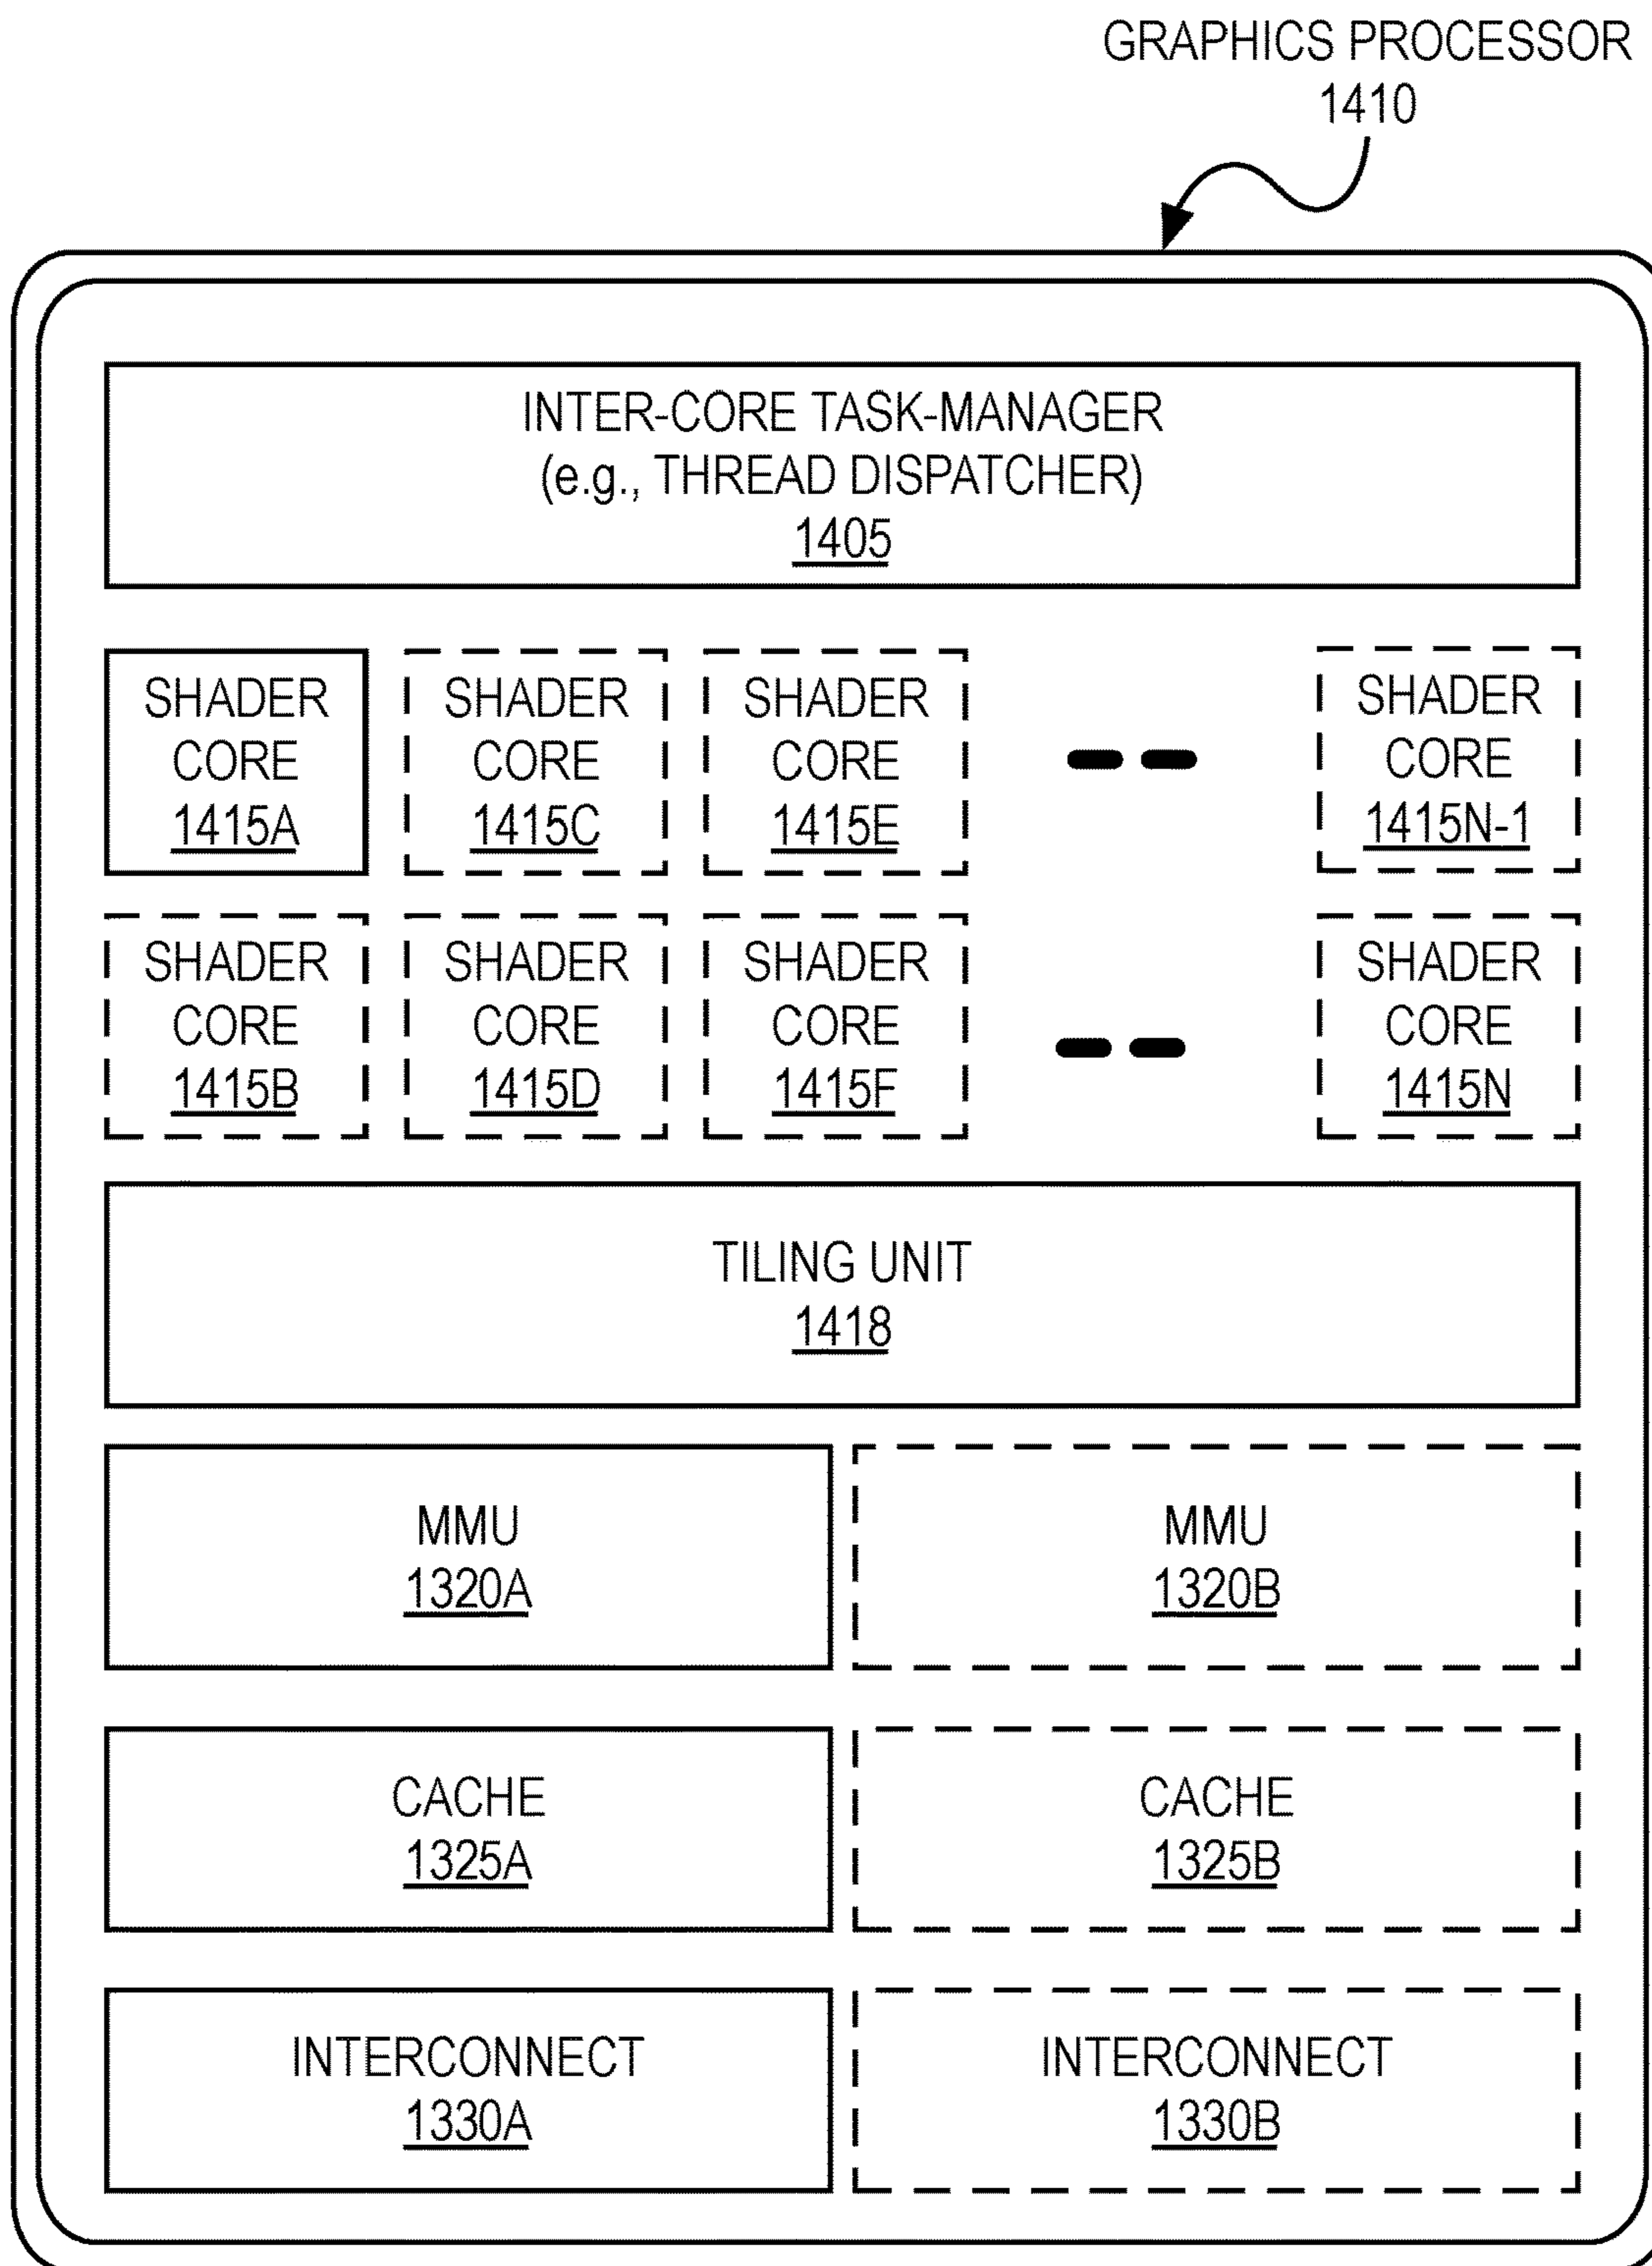 GRAPHICS PROCESSOR
1410
INTER-CORE TASK-MANAGER
(e.g., THREAD DISPATCHER)
1405
SHADER
CORE
1415A
SHADER
CORE
1415C
SHADER
CORE
1415E
SHADER
CORE
1415N-1
SHADER
CORE
1415B
SHADER
CORE
1415D
SHADER
CORE
1415F
SHADER
CORE
1415N
TILING UNIT
1418
MMU
1320A
MMU
1320B
CACHE
1325A
CACHE
1325B
INTERCONNECT
1330A
INTERCONNECT
1330B